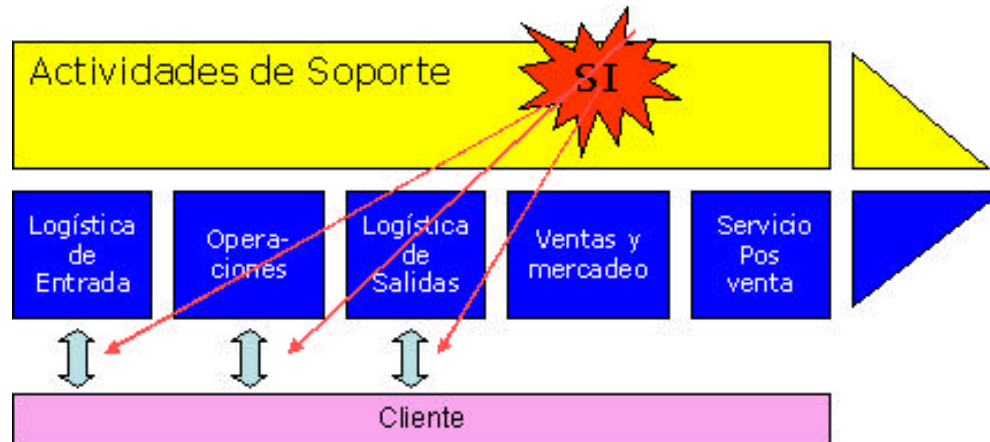 Actividades de Soporte
SI
Logística
de
Entrada
Opera-
ciones
Logística
de
Salidas
Ventas y
mercadeo
Servicio
Pos
venta
Cliente